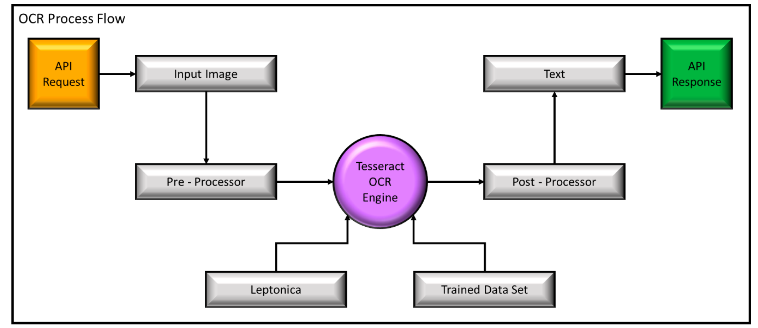 OCR Process Flow
API
Request
Input Image
Text
API
Response
Pre - Processor
Tesseract
OCR
Engine
Post - Processor
Leptonica
Trained Data Set